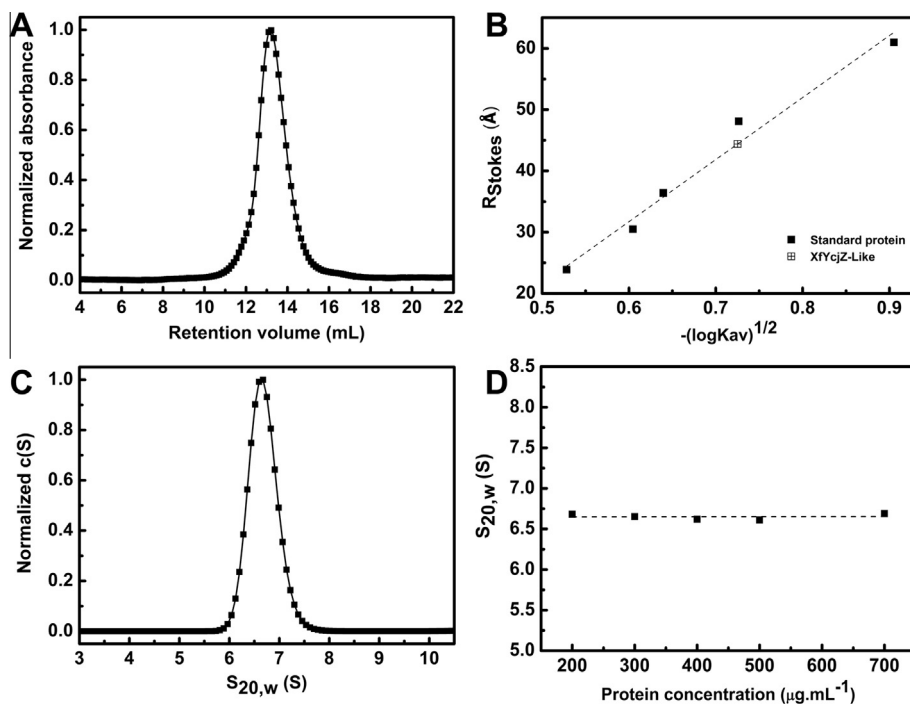 A
Normalized absorbance
1.0
0.8
0.6
0.4
0.2
0.0
4 6 8 10 12 14 16 18 20 22
Retention volume (mL)
B
RStokes (Å)
60
50
40
30
20
Standard protein
XfYcjZ-Like
0.5 0.6 0.7 0.8 0.9
-(logKav)1/2
C
Normalized c(S)
1.0
0.8
0.6
0.4
0.2
0.0
3 4 5 6 7 8 9 10
S20,w (S)
D
S20,w (S)
8.5
8.0
7.5
7.0
6.5
6.0
5.5
5.0
200 300 400 500 600 700
Protein concentration (µg.mL-1)